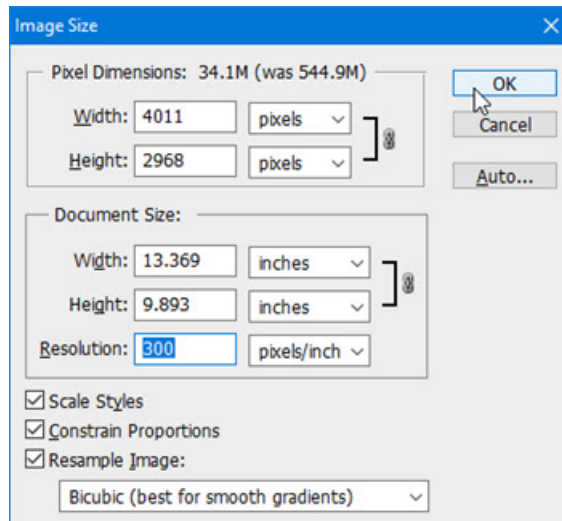 Image Size
Pixel Dimensions: 34.1M (was 544.9M)
Width: 4011 pixels
Height: 2968 pixels
OK
Cancel
Auto...
Document Size:
Width: 13.369 inches
Height: 9.893 inches
Resolution: 300 pixels/inch
Scale Styles
Constrain Proportions
Resample Image:
Bicubic (best for smooth gradients)